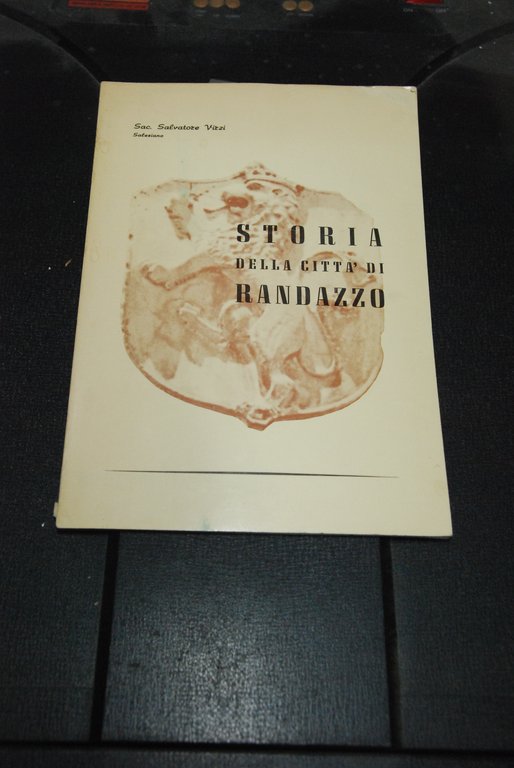 Sac. Salvatore Vizzi
Salesiano
STORIA
DELLA CITTA' DI
RANDAZZO